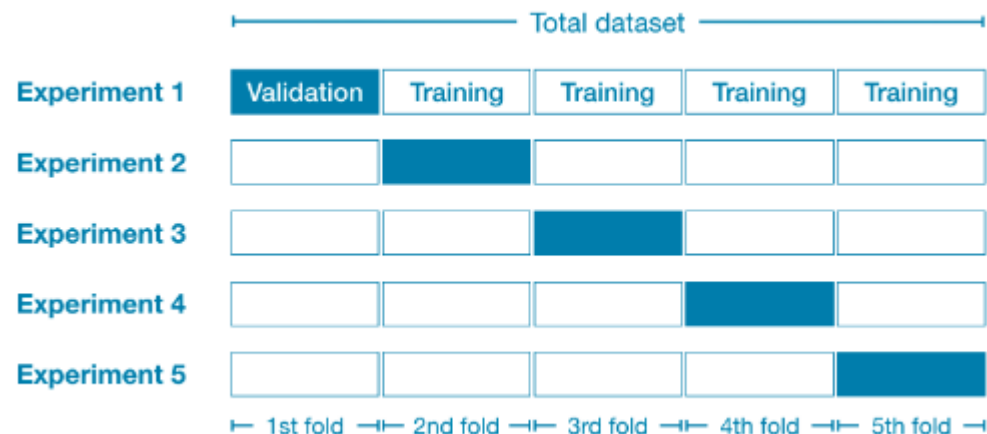 Total dataset
Experiment 1 Validation Training Training Training Training
Experiment 2
Experiment 3
Experiment 4
Experiment 5
1st fold 2nd fold 3rd fold 4th fold 5th fold